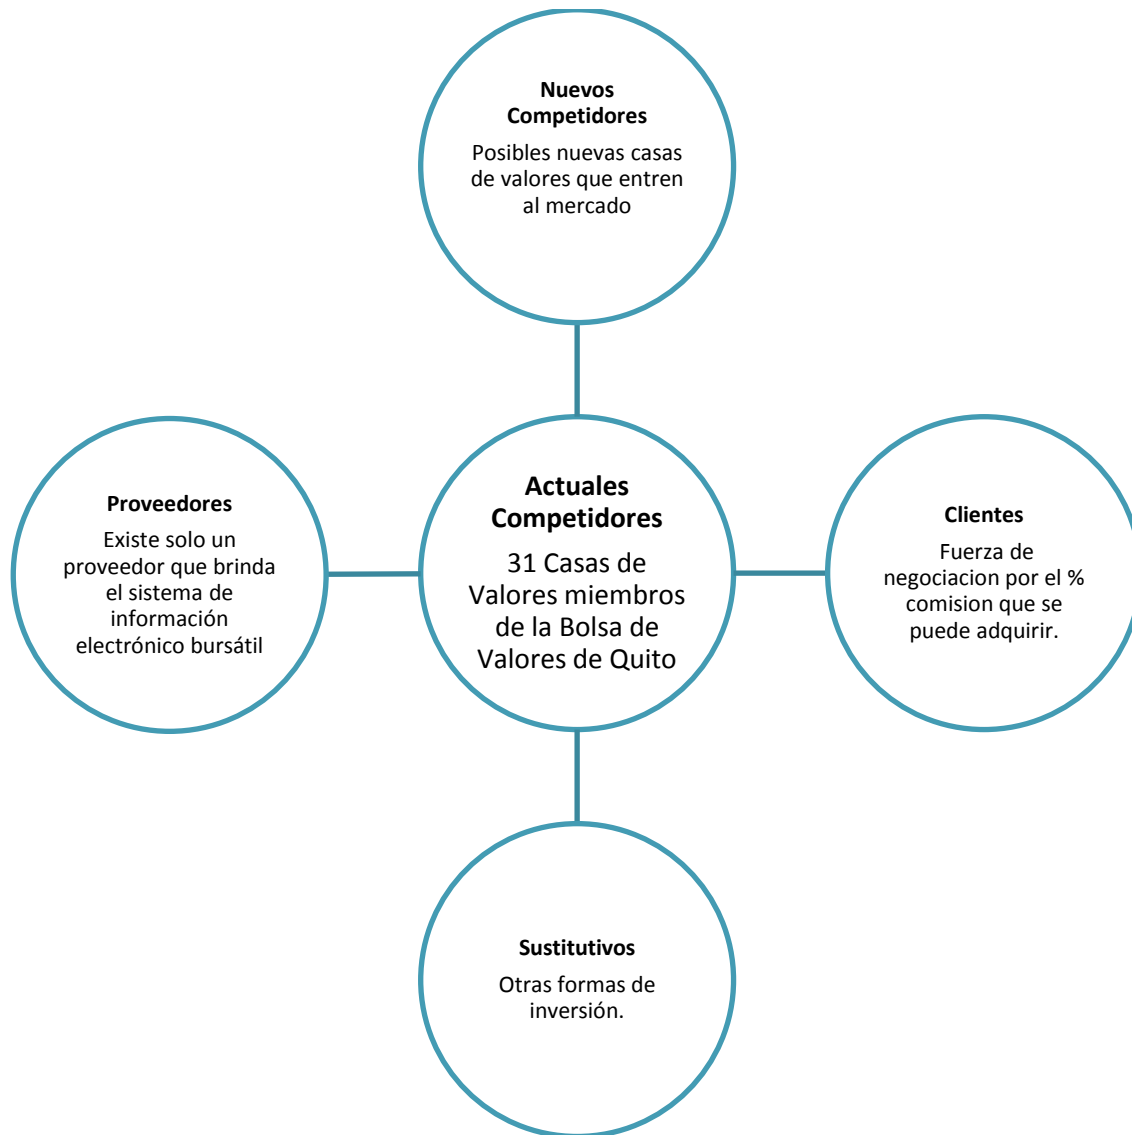 Nuevos
Competidores
Posibles nuevas casas
de valores que entren
al mercado
Proveedores
Existe solo un
proveedor que brinda
el sistema de
información
electrónico bursátil
Actuales
Competidores
31 Casas de
Valores miembros
de la Bolsa de
Valores de Quito
Clientes
Fuerza de
negociacion por el %
comision que se
puede adquirir.
Sustitutivos
Otras formas de
inversión.